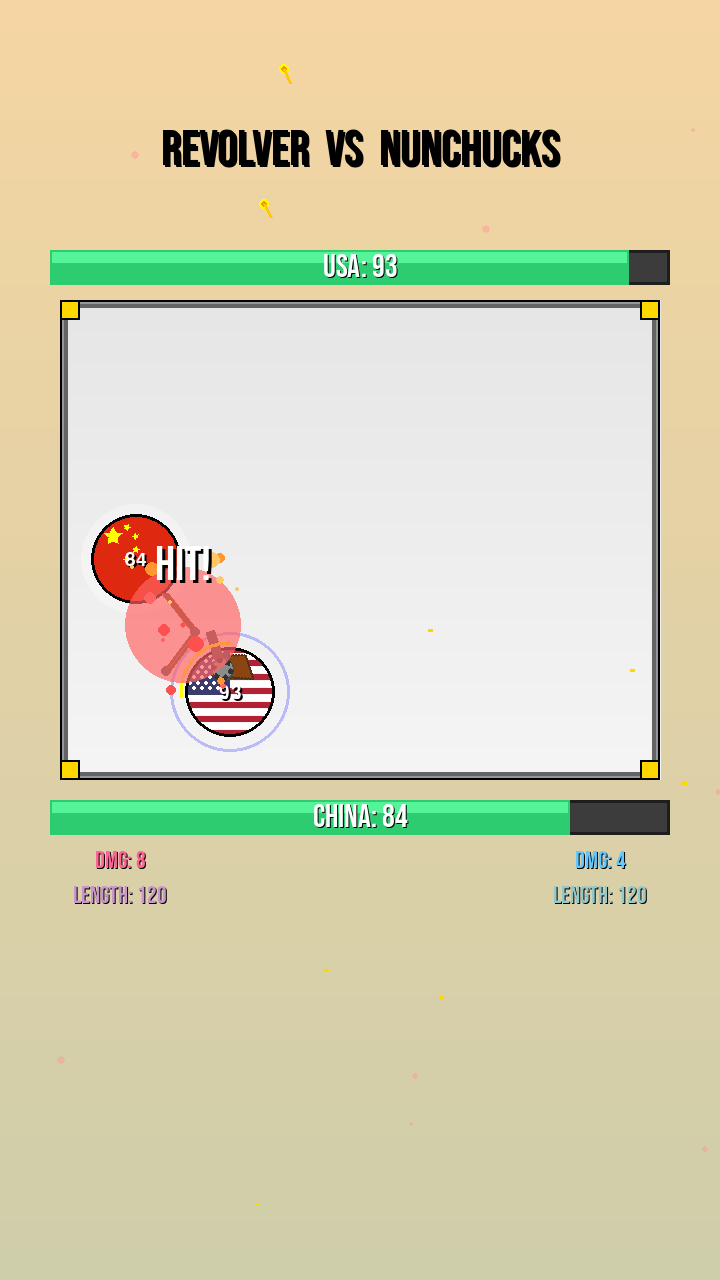 REVOLVER VS NUNCHUCKS
USA: 93
84
HIT!
93
CHINA: 84
DMG: 8
DMG: 4
LENGTH: 120
LENGTH: 120